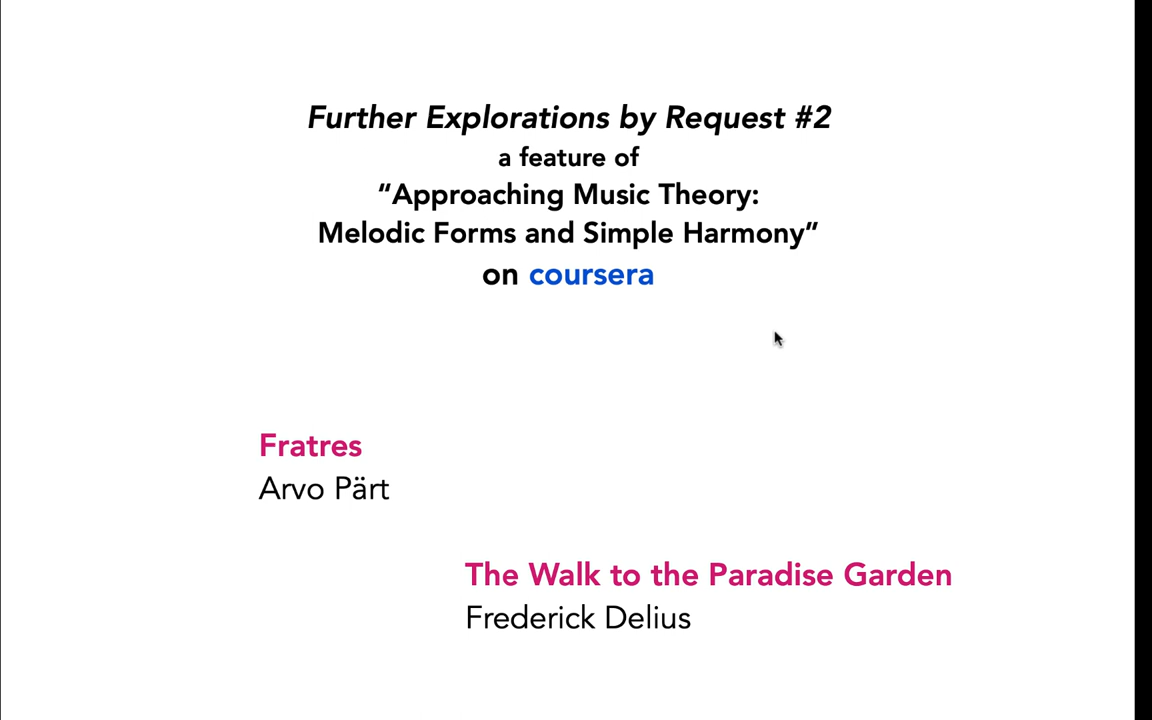 Further Explorations by Request #2
a feature of
“Approaching Music Theory:
Melodic Forms and Simple Harmony”
on coursera
Fratres
Arvo Pärt
The Walk to the Paradise Garden
Frederick Delius